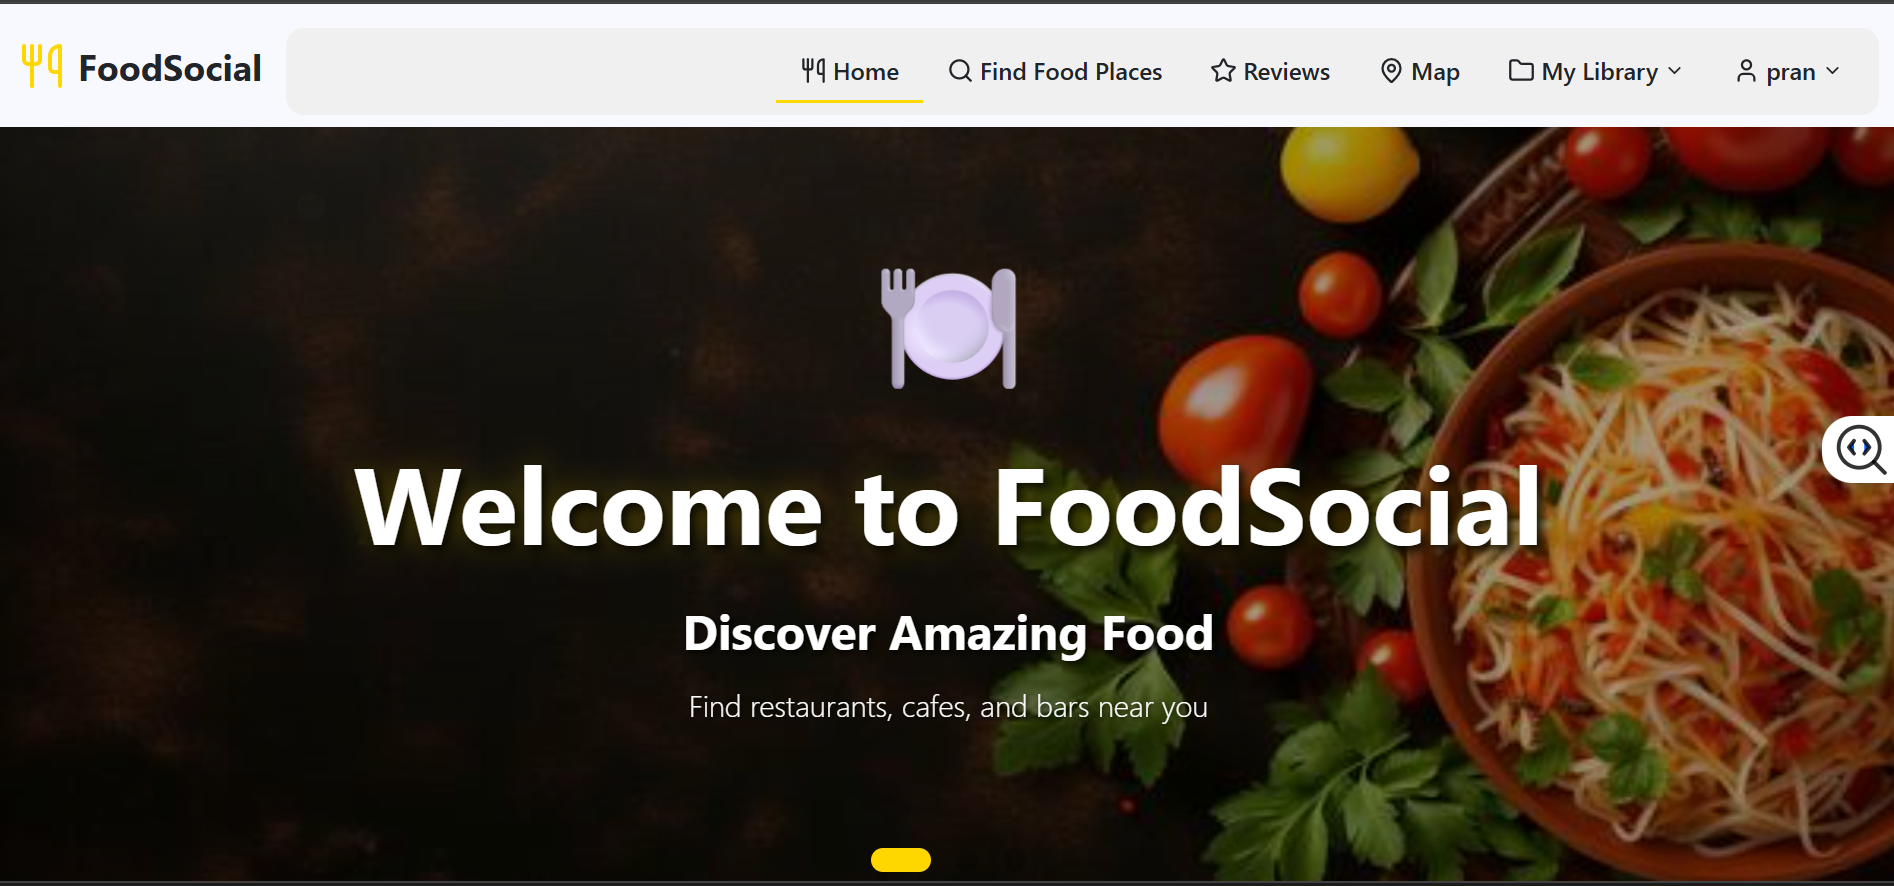 FoodSocial
Home Find Food Places Reviews Map My Library pran
Welcome to FoodSocial
Discover Amazing Food
Find restaurants, cafes, and bars near you